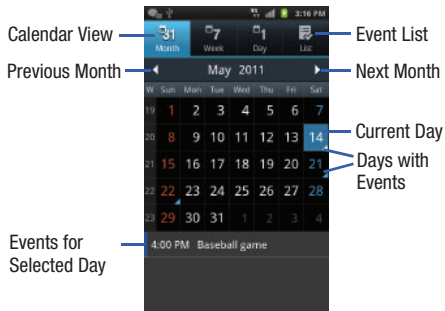 3:16 PM
Calendar View
31 7 1
Event List
Month Week Day List
Previous Month
May 2011
Next Month
W Sun Mon Tue Wed Thu Fri Sat
19 1 2 3 4 5 6 7
20 8 9 10 11 12 13 14
Current Day
21 15 16 17 18 19 20 21
Days with
Events
22 22 23 24 25 26 27 28
23 29 30 31 1 2 3 4
Events for
Selected Day
4:00 PM Baseball game